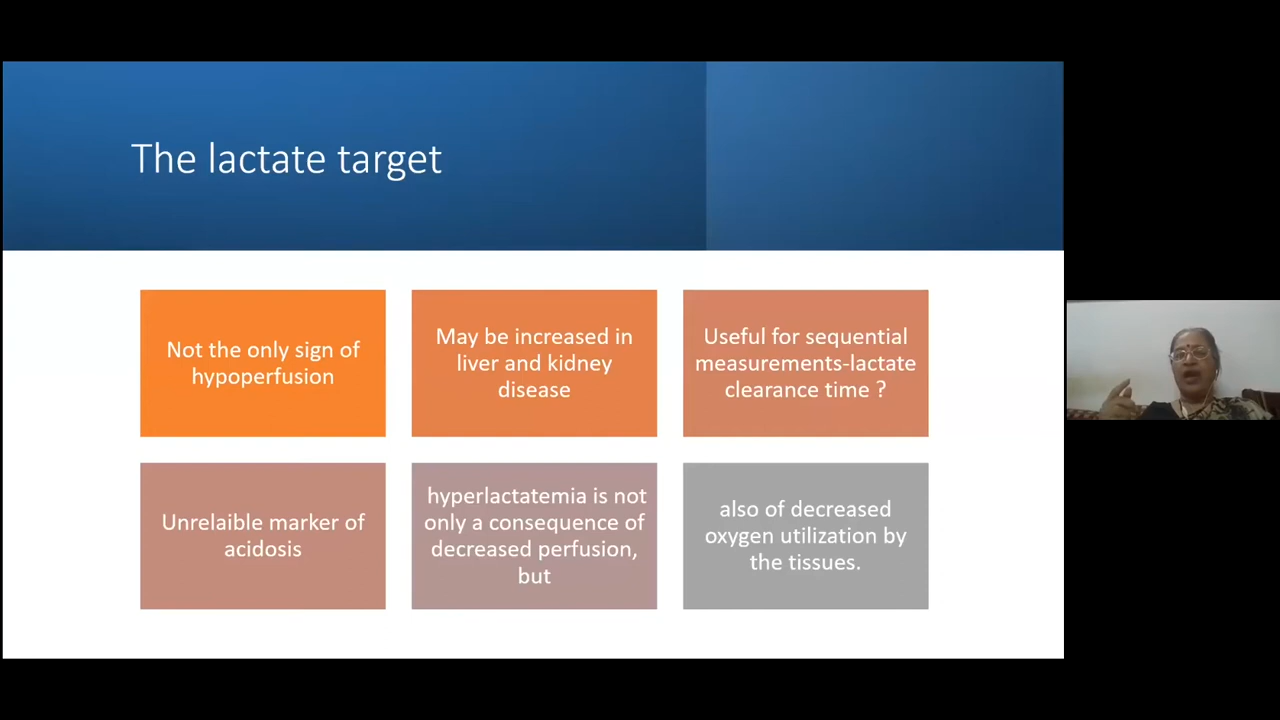 The lactate target
Not the only sign of
hypoperfusion
May be increased in
liver and kidney
disease
Useful for sequential
measurements-lactate
clearance time ?
Unrelaible marker of
acidosis
hyperlactatemia is not
only a consequence of
decreased perfusion,
but
also of decreased
oxygen utilization by
the tissues.